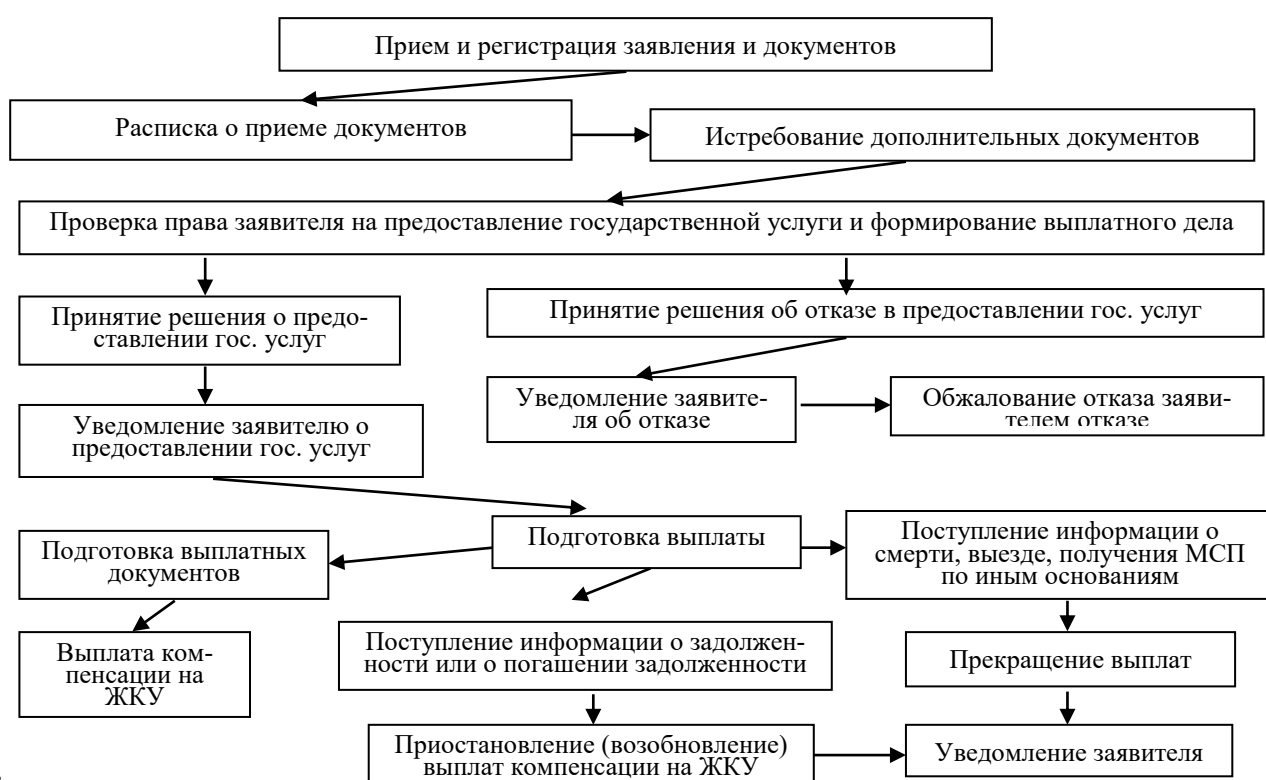 Прием и регистрация заявления и документов
Расписка о приеме документов
Истребование дополнительных документов
Проверка права заявителя на предоставление государственной услуги и формирование выплатного дела
Принятие решения о предо-
ставлении гос. услуг
Принятие решения об отказе в предоставлении гос. услуг
Уведомление заявите-
ля об отказе
Обжалование отказа заяви-
телем отказе
Уведомление заявителю о
предоставлении гос. услуг
Подготовка выплаты
Поступление информации о
смерти, выезде, получения МСП
по иным основаниям
Подготовка выплатных
документов
Выплата ком-
пенсации на
ЖКУ
Поступление информации о задолжен-
ности или о погашении задолженности
Прекращение выплат
Приостановление (возобновление)
выплат компенсации на ЖКУ
Уведомление заявителя